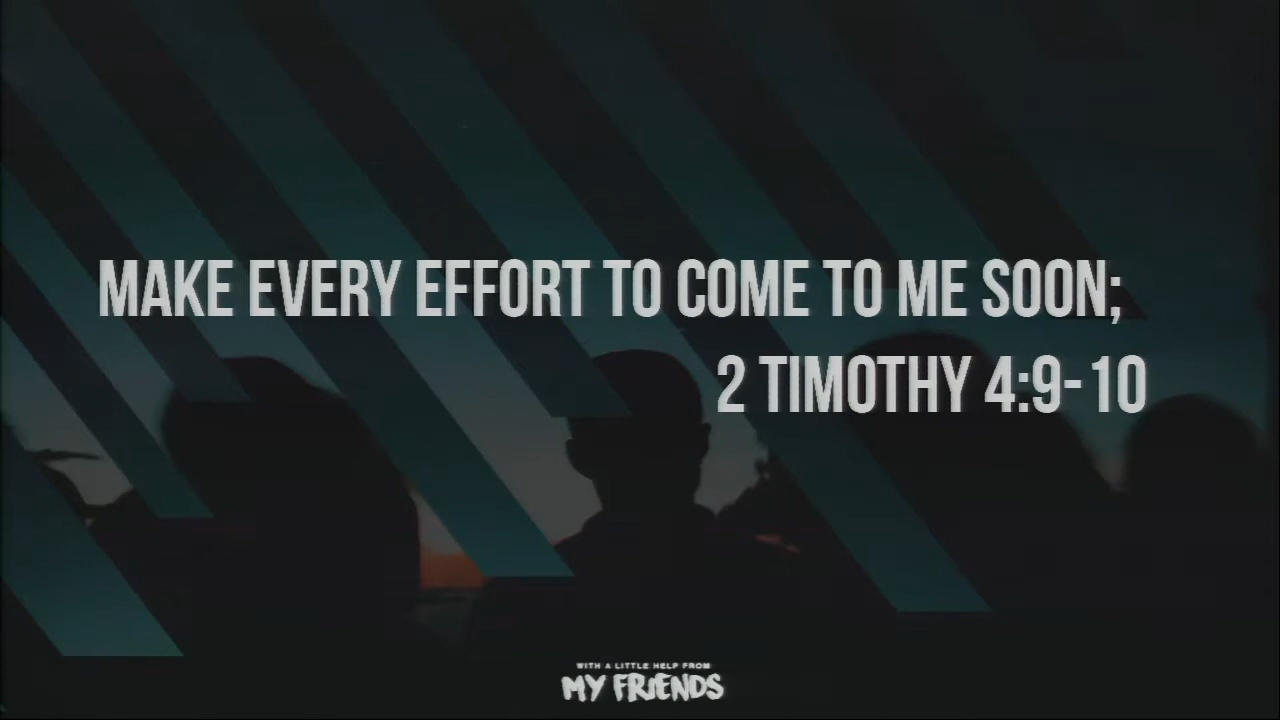 MAKE EVERY EFFORT TO COME TO ME SOON;
2 TIMOTHY 4:9-10
WITH A LITTLE HELP FROM
MY FRIENDS